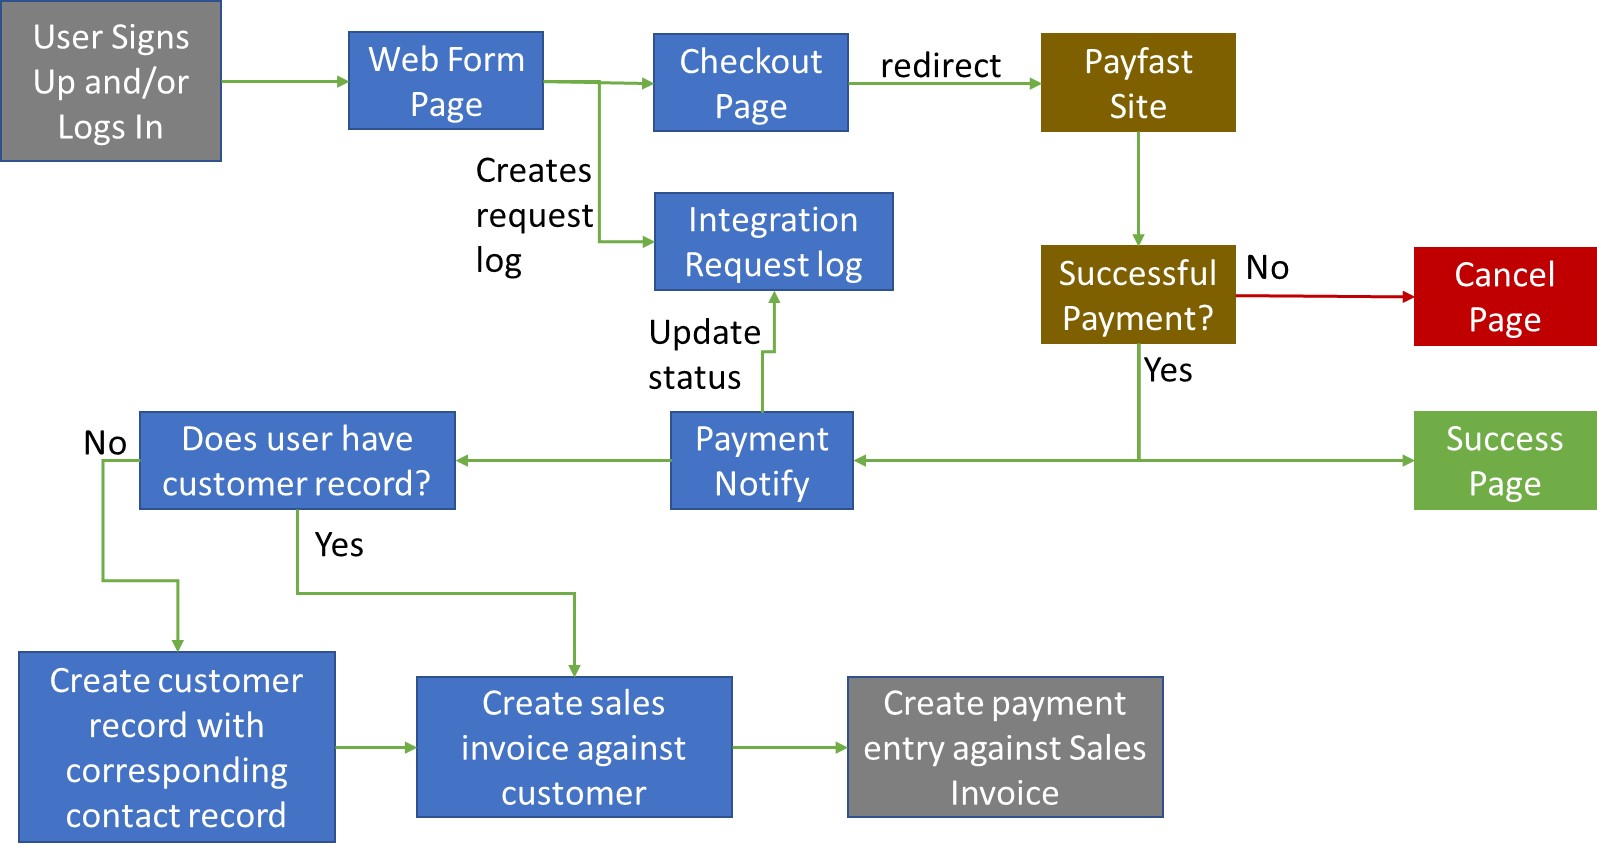 User Signs
Up and/or
Logs In
Web Form
Page
Checkout
Page
redirect
Payfast
Site
Creates
request
log
Integration
Request log
Successful
Payment?
No
Cancel
Page
Update
status
Yes
No
Does user have
customer record?
Payment
Notify
Success
Page
Yes
Create customer
record with
corresponding
contact record
Create sales
invoice against
customer
Create payment
entry against Sales
Invoice